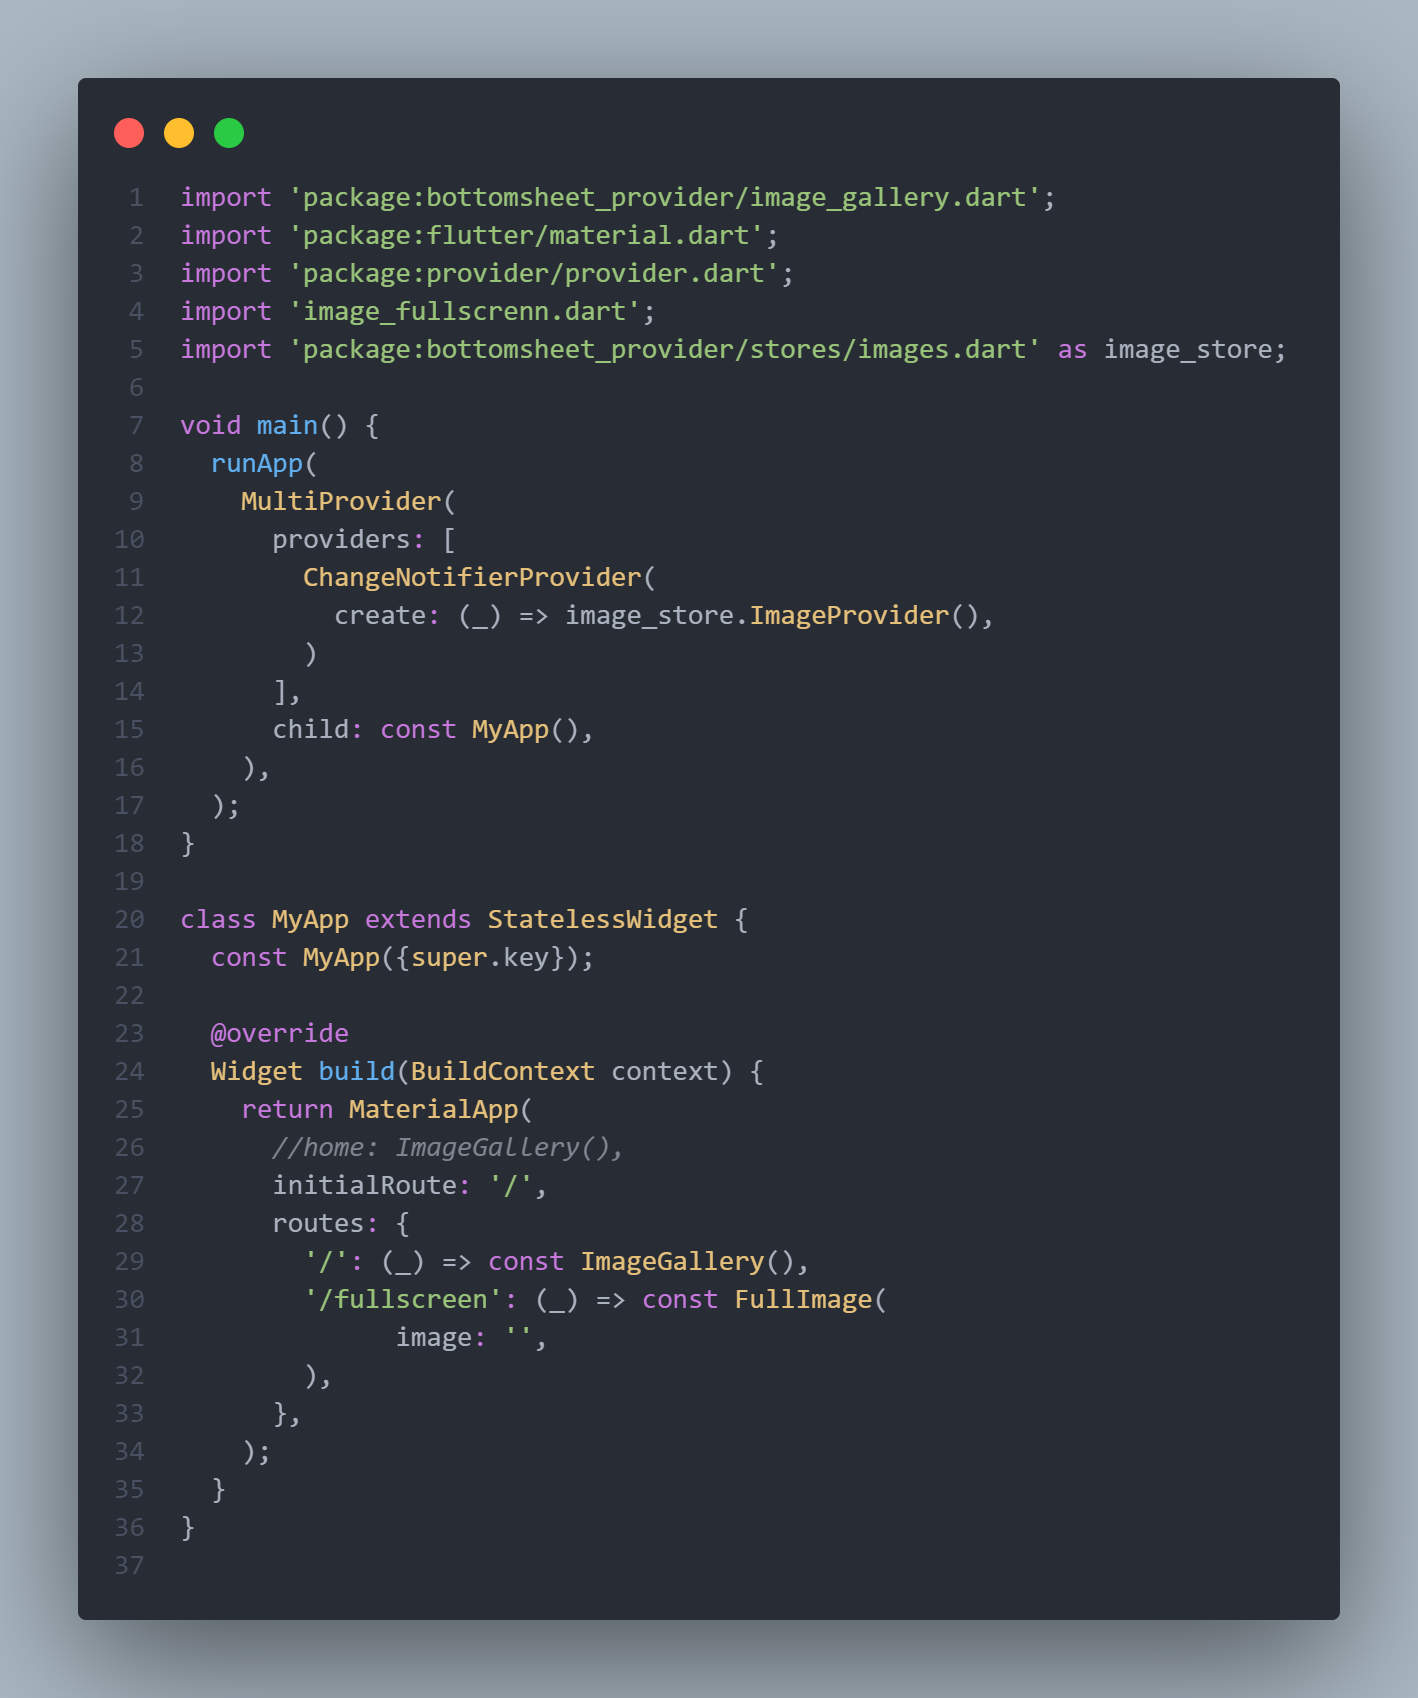 1 import 'package:bottomsheet_provider/image_gallery.dart';
2 import 'package:flutter/material.dart';
3 import 'package:provider/provider.dart';
4 import 'image_fullscrenn.dart';
5 import 'package:bottomsheet_provider/stores/images.dart' as image_store;
6
7 void main() {
8   runApp(
9     MultiProvider(
10       providers: [
11         ChangeNotifierProvider(
12           create: (_) => image_store.ImageProvider(),
13         )
14       ],
15       child: const MyApp(),
16     ),
17   );
18 }
19
20 class MyApp extends StatelessWidget {
21   const MyApp({super.key});
22
23   @override
24   Widget build(BuildContext context) {
25     return MaterialApp(
26       //home: ImageGallery(),
27       initialRoute: '/',
28       routes: {
29         '/': (_) => const ImageGallery(),
30         '/fullscreen': (_) => const FullImage(
31               image: '',
32         ),
33       },
34     );
35   }
36 }
37